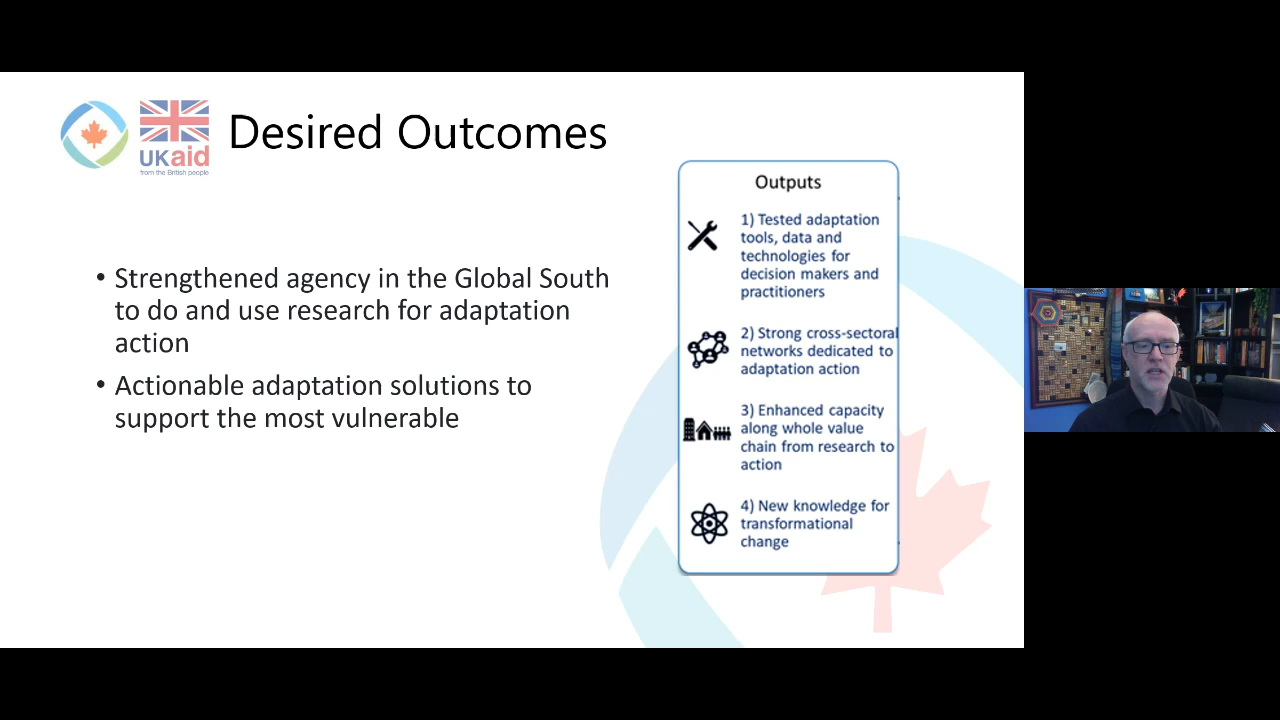 Desired Outcomes
UKaid
from the British people
• Strengthened agency in the Global South
to do and use research for adaptation
action
• Actionable adaptation solutions to
support the most vulnerable
Outputs
1) Tested adaptation
tools, data and
technologies for
decision makers and
practitioners
2) Strong cross-sectoral
networks dedicated to
adaptation action
3) Enhanced capacity
along whole value
chain from research to
action
4) New knowledge for
transformational
change